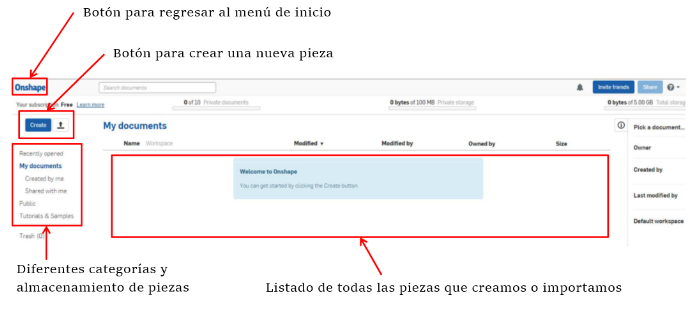 Botón para regresar al menú de inicio
Botón para crear una nueva pieza
Onshape
Search documents
Invite friends
Share
Your subscription: Free Learn more
0 of 10 Private documents
0 bytes of 100 MB Private storage
0 bytes of 5.00 GB Total storag
Create
My documents
Pick a document...
Name Workspace
Modified
Modified by
Owned by
Size
Owner
Recently opened
My documents
Created by me
Shared with me
Public
Tutorials & Samples
Trash (0)
Welcome to Onshape
You can get started by clicking the Create button.
Created by
Last modified by
Default workspace
Diferentes categorías y
almacenamiento de piezas
Listado de todas las piezas que creamos o importamos